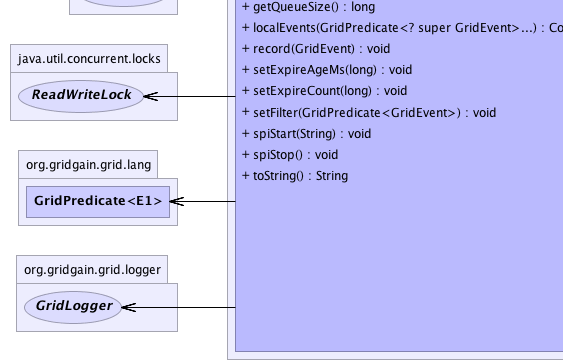 + getQueueSize() : long
+ localEvents(GridPredicate<? super GridEvent>...) : Co
+ record(GridEvent) : void
+ setExpireAgeMs(long) : void
+ setExpireCount(long) : void
+ setFilter(GridPredicate<GridEvent>) : void
+ spiStart(String) : void
+ spiStop() : void
+ toString() : String
java.util.concurrent.locks
ReadWriteLock
org.gridgain.grid.lang
GridPredicate<E1>
org.gridgain.grid.logger
GridLogger